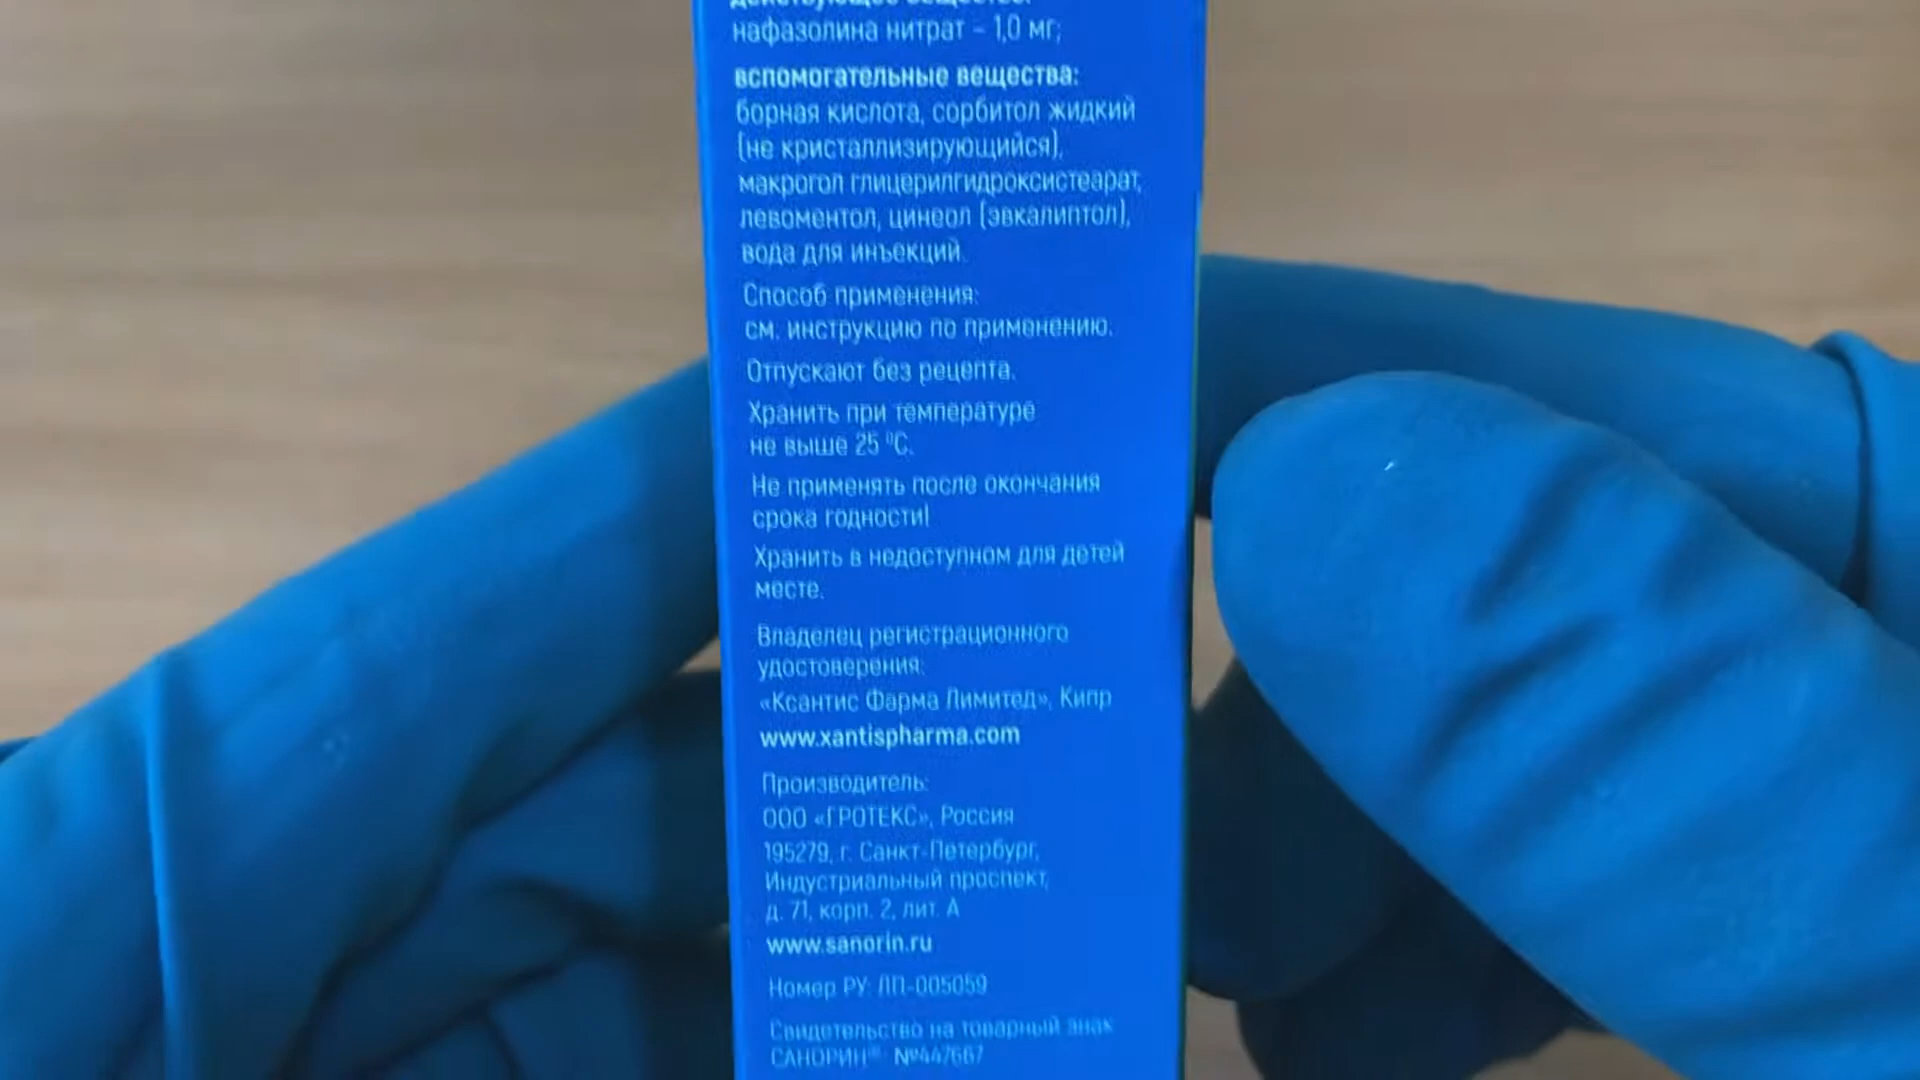 действующее вещество:
нафазолина нитрат – 1,0 мг;
вспомогательные вещества:
борная кислота, сорбитол жидкий
(не кристаллизирующийся),
макрогол глицерилгидроксистеарат,
левоментол, цинеол (эвкалиптол),
вода для инъекций.
Способ применения:
см. инструкцию по применению.
Отпускают без рецепта.
Хранить при температуре
не выше 25 °С.
Не применять после окончания
срока годности!
Хранить в недоступном для детей
месте.
Владелец регистрационного
удостоверения:
«Ксантис Фарма Лимитед», Кипр
www.xantispharma.com
Производитель:
ООО «ГРОТЕКС», Россия
195279, г. Санкт-Петербург,
Индустриальный проспект,
д. 71, корп. 2, лит. А
www.sanorin.ru
Номер РУ: ЛП-005059
Свидетельство на товарный знак
САНОРИН®: №447667